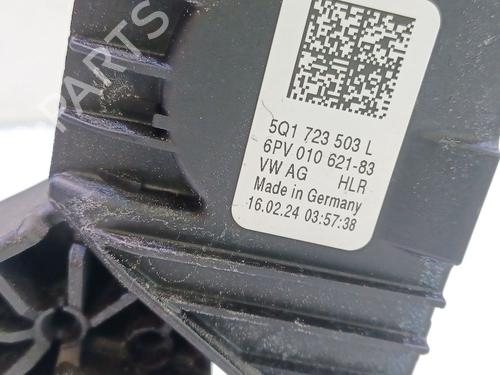 5Q1 723 503 L
6PV 010 621-83
VW AG HLR
Made in Germany
16.02.24 03:57:38
B-PARTS